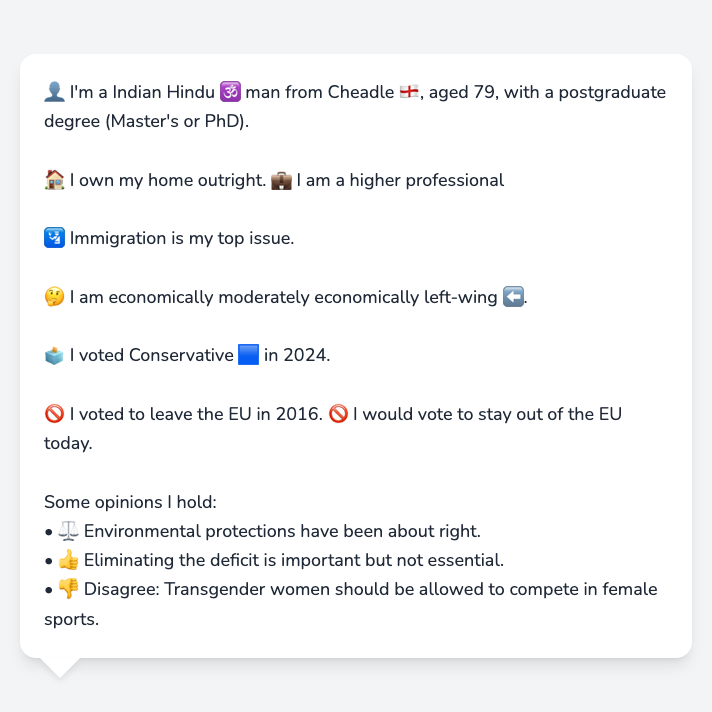 👤 I'm a Indian Hindu 🕉️ man from Cheadle 🏴󠁧󠁢󠁥󠁮󠁧󠁿, aged 79, with a postgraduate
degree (Master's or PhD).
🏠 I own my home outright. 💼 I am a higher professional
🛂 Immigration is my top issue.
🤔 I am economically moderately economically left-wing ⬅️.
🗳️ I voted Conservative 🟦 in 2024.
🚫 I voted to leave the EU in 2016. 🚫 I would vote to stay out of the EU
today.
Some opinions I hold:
• ⚖️ Environmental protections have been about right.
• 👍 Eliminating the deficit is important but not essential.
• 👎 Disagree: Transgender women should be allowed to compete in female
sports.